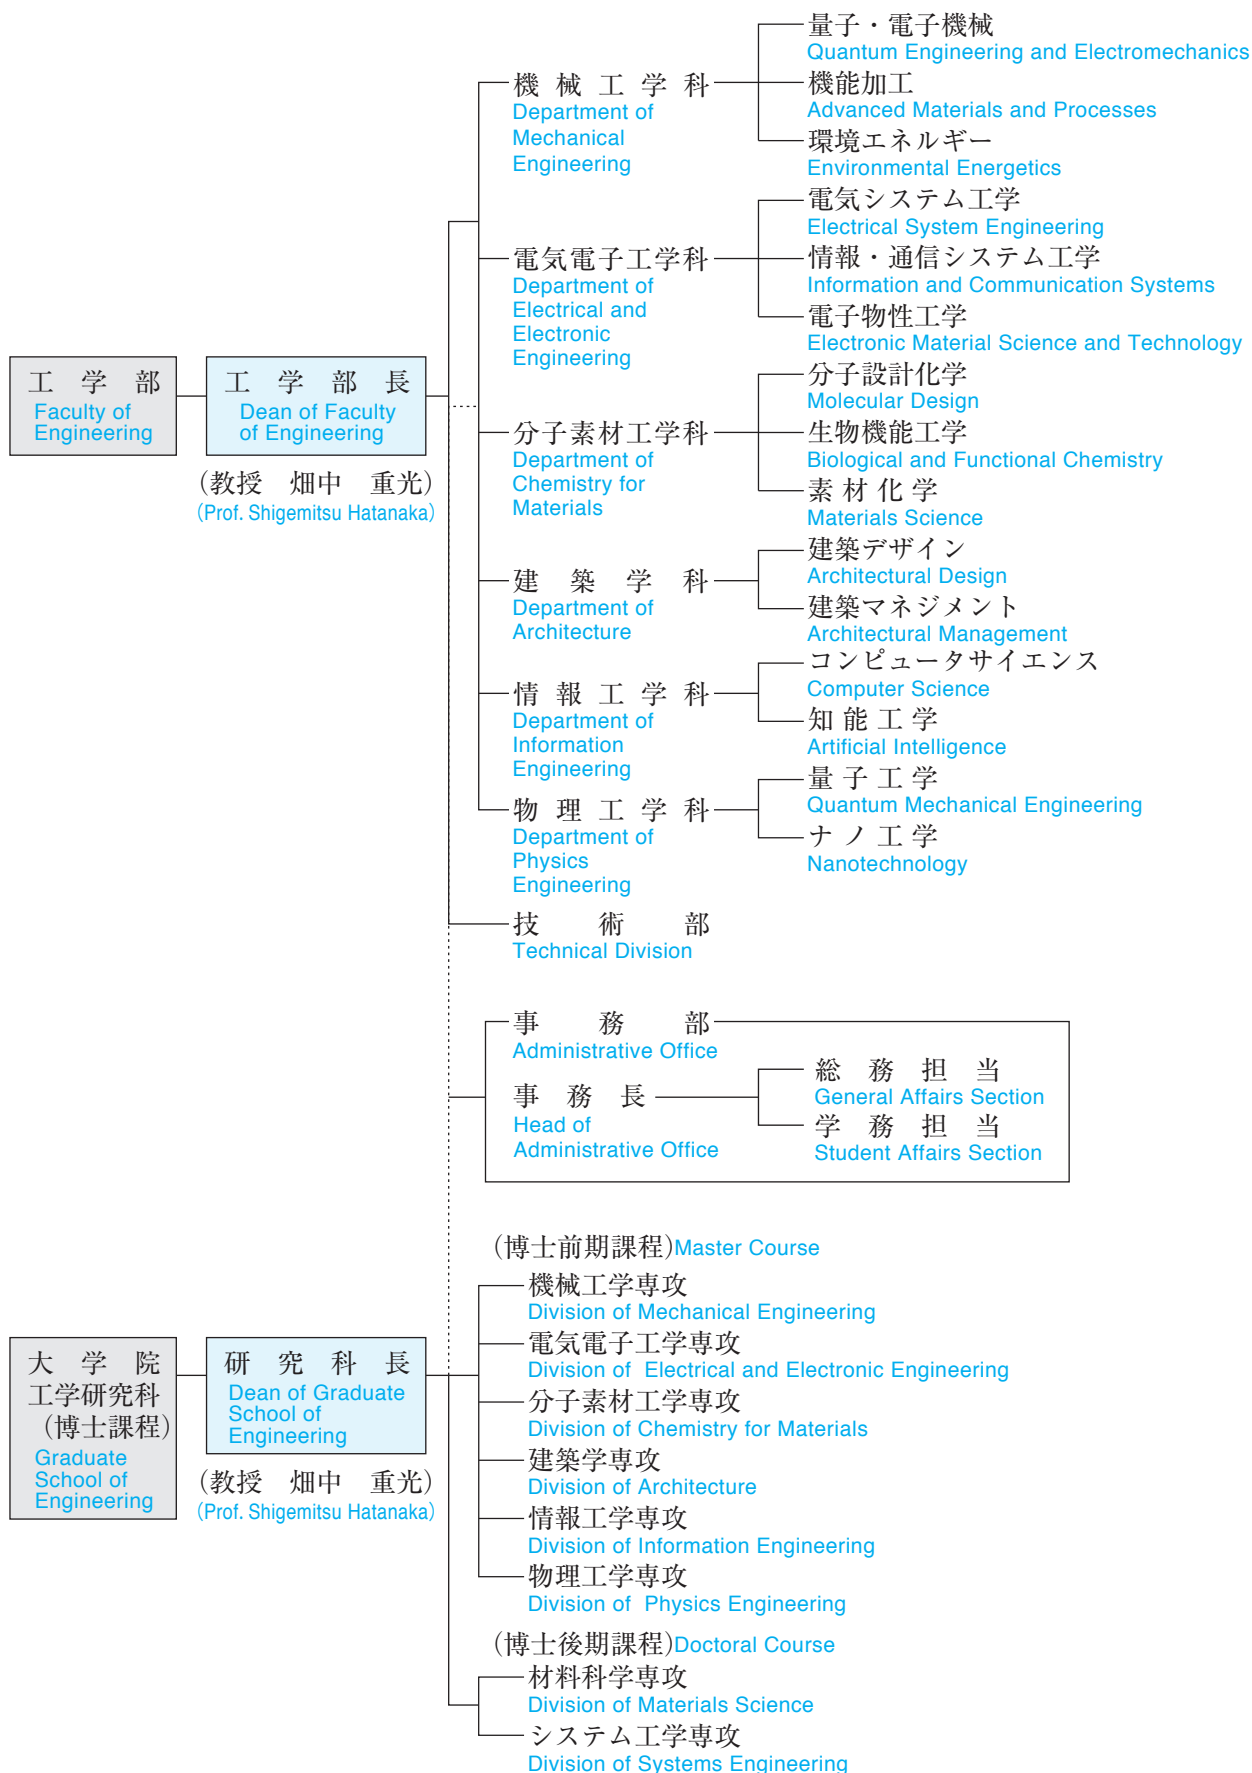 工学部
Faculty of
Engineering
工学部長
Dean of Faculty
of Engineering
(教授 畑中 重光)
(Prof. Shigemitsu Hatanaka)
機械工学科
Department of
Mechanical
Engineering
量子・電子機械
Quantum Engineering and Electromechanics
機能加工
Advanced Materials and Processes
環境エネルギー
Environmental Energetics
電気電子工学科
Department of
Electrical and
Electronic
Engineering
電気システム工学
Electrical System Engineering
情報・通信システム工学
Information and Communication Systems
電子物性工学
Electronic Material Science and Technology
分子素材工学科
Department of
Chemistry for
Materials
分子設計化学
Molecular Design
生物機能工学
Biological and Functional Chemistry
素材化学
Materials Science
建築学科
Department of
Architecture
建築デザイン
Architectural Design
建築マネジメント
Architectural Management
情報工学科
Department of
Information
Engineering
コンピュータサイエンス
Computer Science
知能工学
Artificial Intelligence
物理工学科
Department of
Physics
Engineering
量子工学
Quantum Mechanical Engineering
ナノ工学
Nanotechnology
技術部
Technical Division
事務部
Administrative Office
事務長
Head of
Administrative Office
総務担当
General Affairs Section
学務担当
Student Affairs Section
大学院
工学研究科
(博士課程)
Graduate
School of
Engineering
研究科長
Dean of Graduate
School of
Engineering
(教授 畑中 重光)
(Prof. Shigemitsu Hatanaka)
(博士前期課程)Master Course
機械工学専攻
Division of Mechanical Engineering
電気電子工学専攻
Division of Electrical and Electronic Engineering
分子素材工学専攻
Division of Chemistry for Materials
建築学専攻
Division of Architecture
情報工学専攻
Division of Information Engineering
物理工学専攻
Division of Physics Engineering
(博士後期課程)Doctoral Course
材料科学専攻
Division of Materials Science
システム工学専攻
Division of Systems Engineering